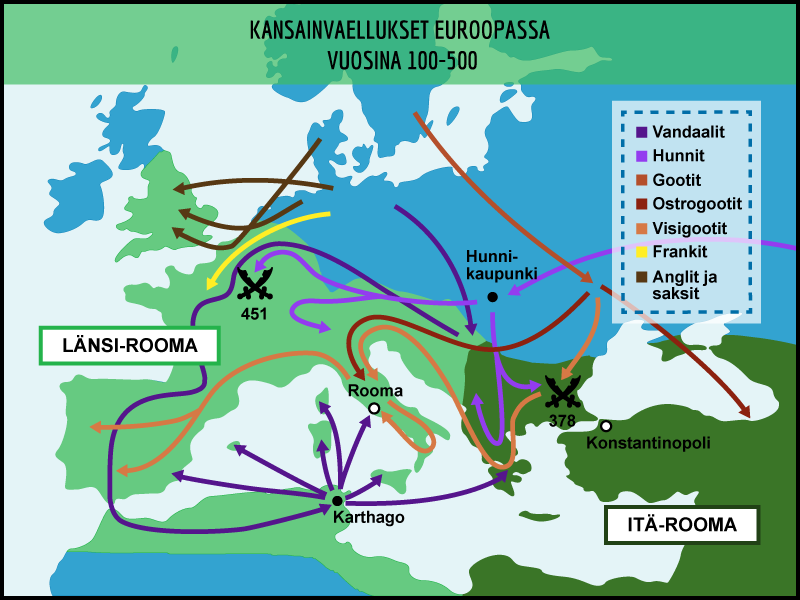 KANSAINVAELLUKSET EUROOPASSA
VUOSINA 100-500
Vandaalit
Hunnit
Gootit
Ostrogootit
Visigootit
Frankit
Anglit ja
saksit
Hunni-
kaupunki
451
LÄNSI-ROOMA
Rooma
378
Konstantinopoli
Karthago
ITÄ-ROOMA